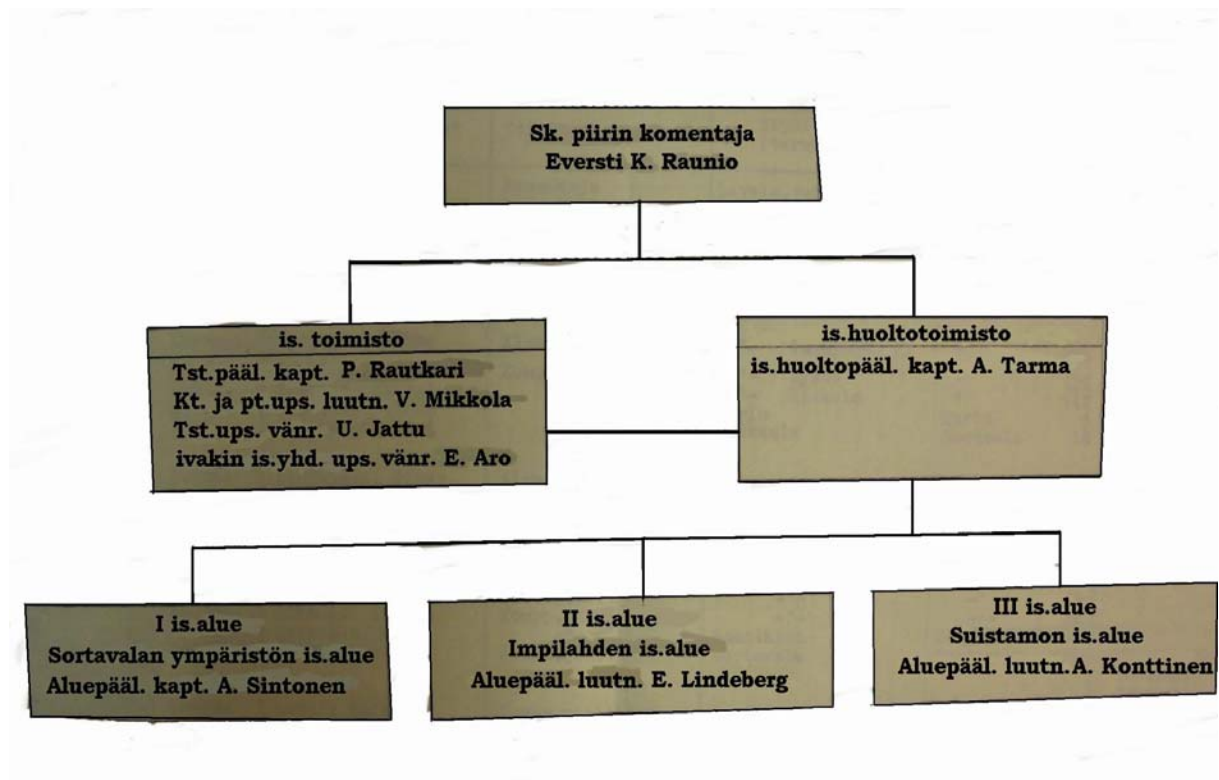 Sk. piirin komentaja
Eversti K. Raunio
is. toimisto
Tst.pääl. kapt. P. Rautkari
Kt. ja pt.ups. luutn. V. Mikkola
Tst.ups. vänr. U. Jattu
ivakin is.yhd. ups. vänr. E. Aro
is.huoltotoimisto
is.huoltopääl. kapt. A. Tarma
I is.alue
Sortavalan ympäristön is.alue
Aluepääl. kapt. A. Sintonen
II is.alue
Impilahden is.alue
Aluepääl. luutn. E. Lindeberg
III is.alue
Suistamon is.alue
Aluepääl. luutn. A. Konttinen